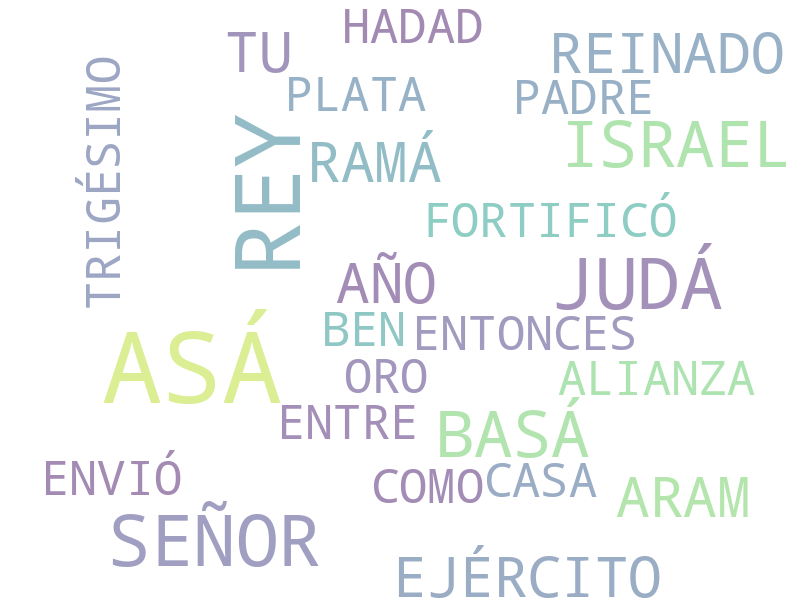 HADAD
TU
REINADO
PLATA
PADRE
TRIGÉSIMO
REY
RAMÁ
ISRAEL
FORTIFICÓ
AÑO
JUDÁ
BEN
ENTONCES
ASÁ
ORO
ALIANZA
ENTRE
BASÁ
ENVIÓ
COMO
CASA
ARAM
SEÑOR
EJÉRCITO